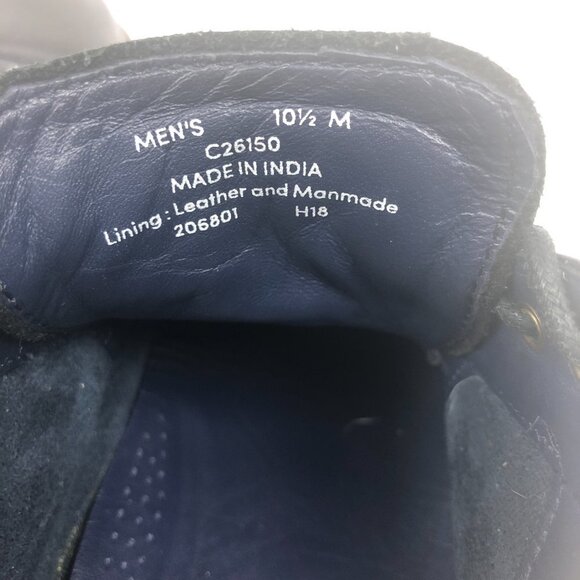 MEN'S 10½ M
C26150
MADE IN INDIA
Lining : Leather and Manmade
206801 H18